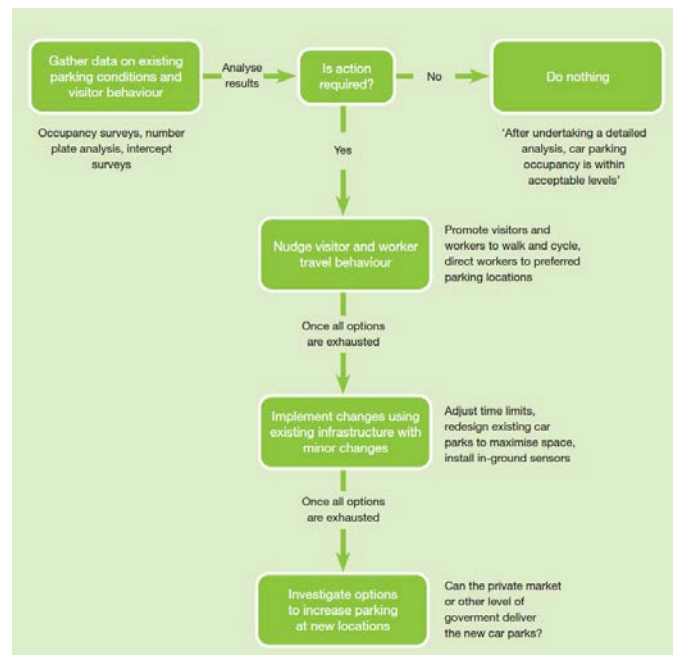 Gather data on existing
parking conditions and
visitor behaviour
Analyse
results
Is action
required?
No
Do nothing
Occupancy surveys, number
plate analysis, intercept
surveys
'After undertaking a detailed
analysis, car parking
occupancy is within
acceptable levels'
Yes
Nudge visitor and worker
travel behaviour
Promote visitors and
workers to walk and cycle,
direct workers to preferred
parking locations
Once all options
are exhausted
Implement changes using
existing infrastructure with
minor changes
Adjust time limits,
redesign existing car
parks to maximise space,
install in-ground sensors
Once all options
are exhausted
Investigate options
to increase parking
at new locations
Can the private market
or other level of
goverment deliver
the new car parks?